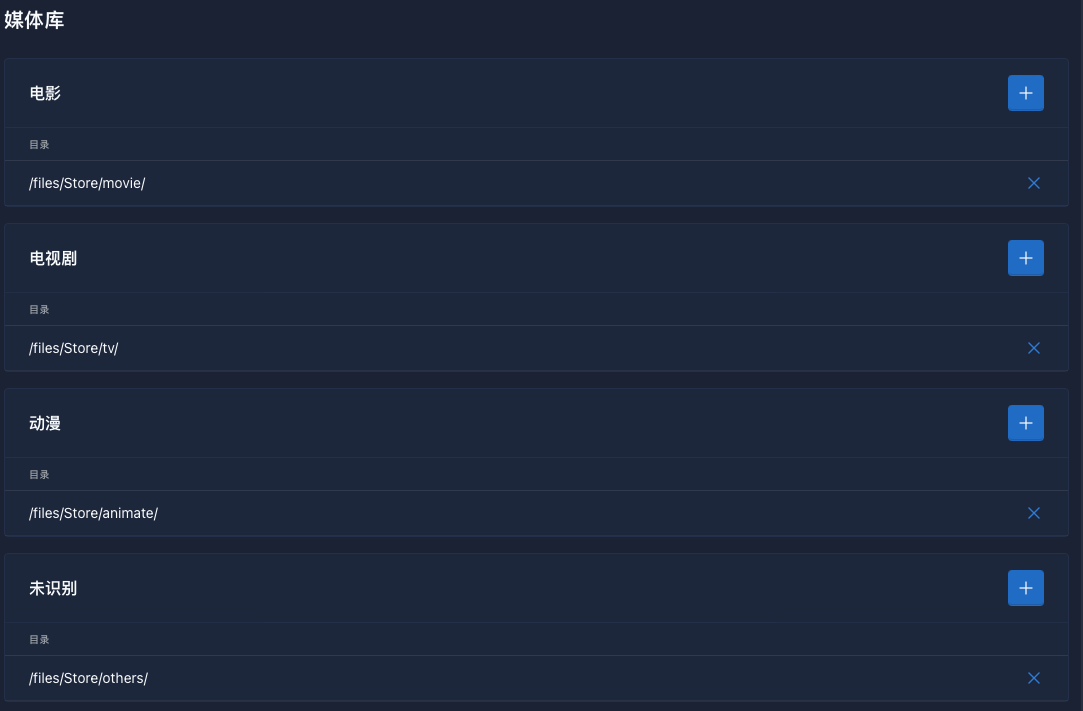 媒体库
电影
目录
/files/Store/movie/
电视剧
目录
/files/Store/tv/
动漫
目录
/files/Store/animate/
未识别
目录
/files/Store/others/